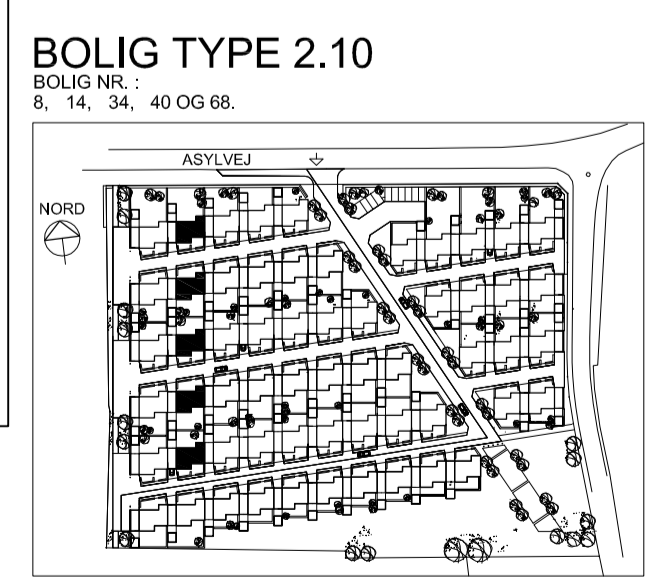 BOLIG TYPE 2.10
BOLIG NR. :
8, 14, 34, 40 OG 68.
ASYLVEJ
NORD